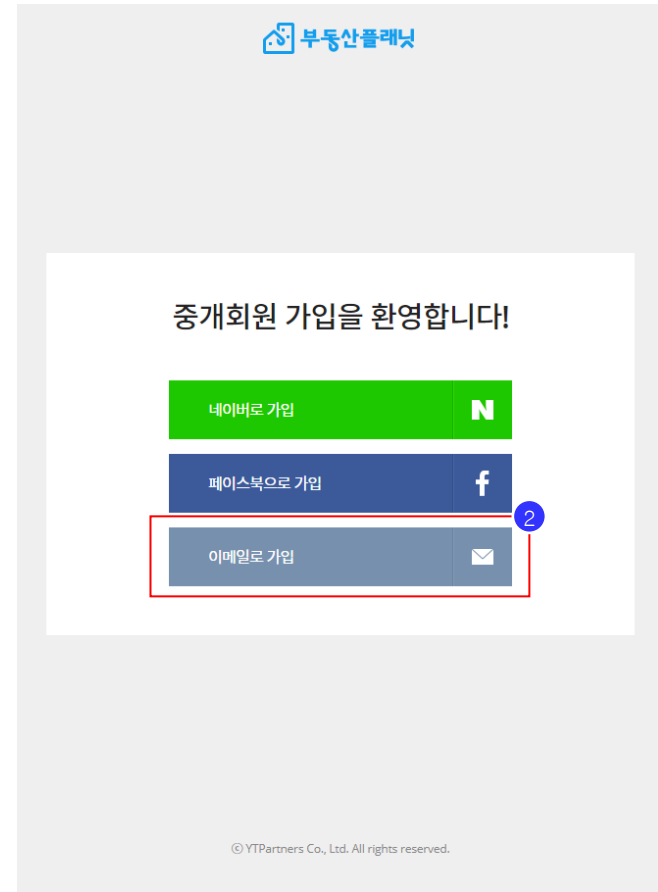 부동산플래닛
중개회원 가입을 환영합니다!
네이버로 가입 N
페이스북으로 가입 f
2
이메일로 가입
© YTPartners Co., Ltd. All rights reserved.